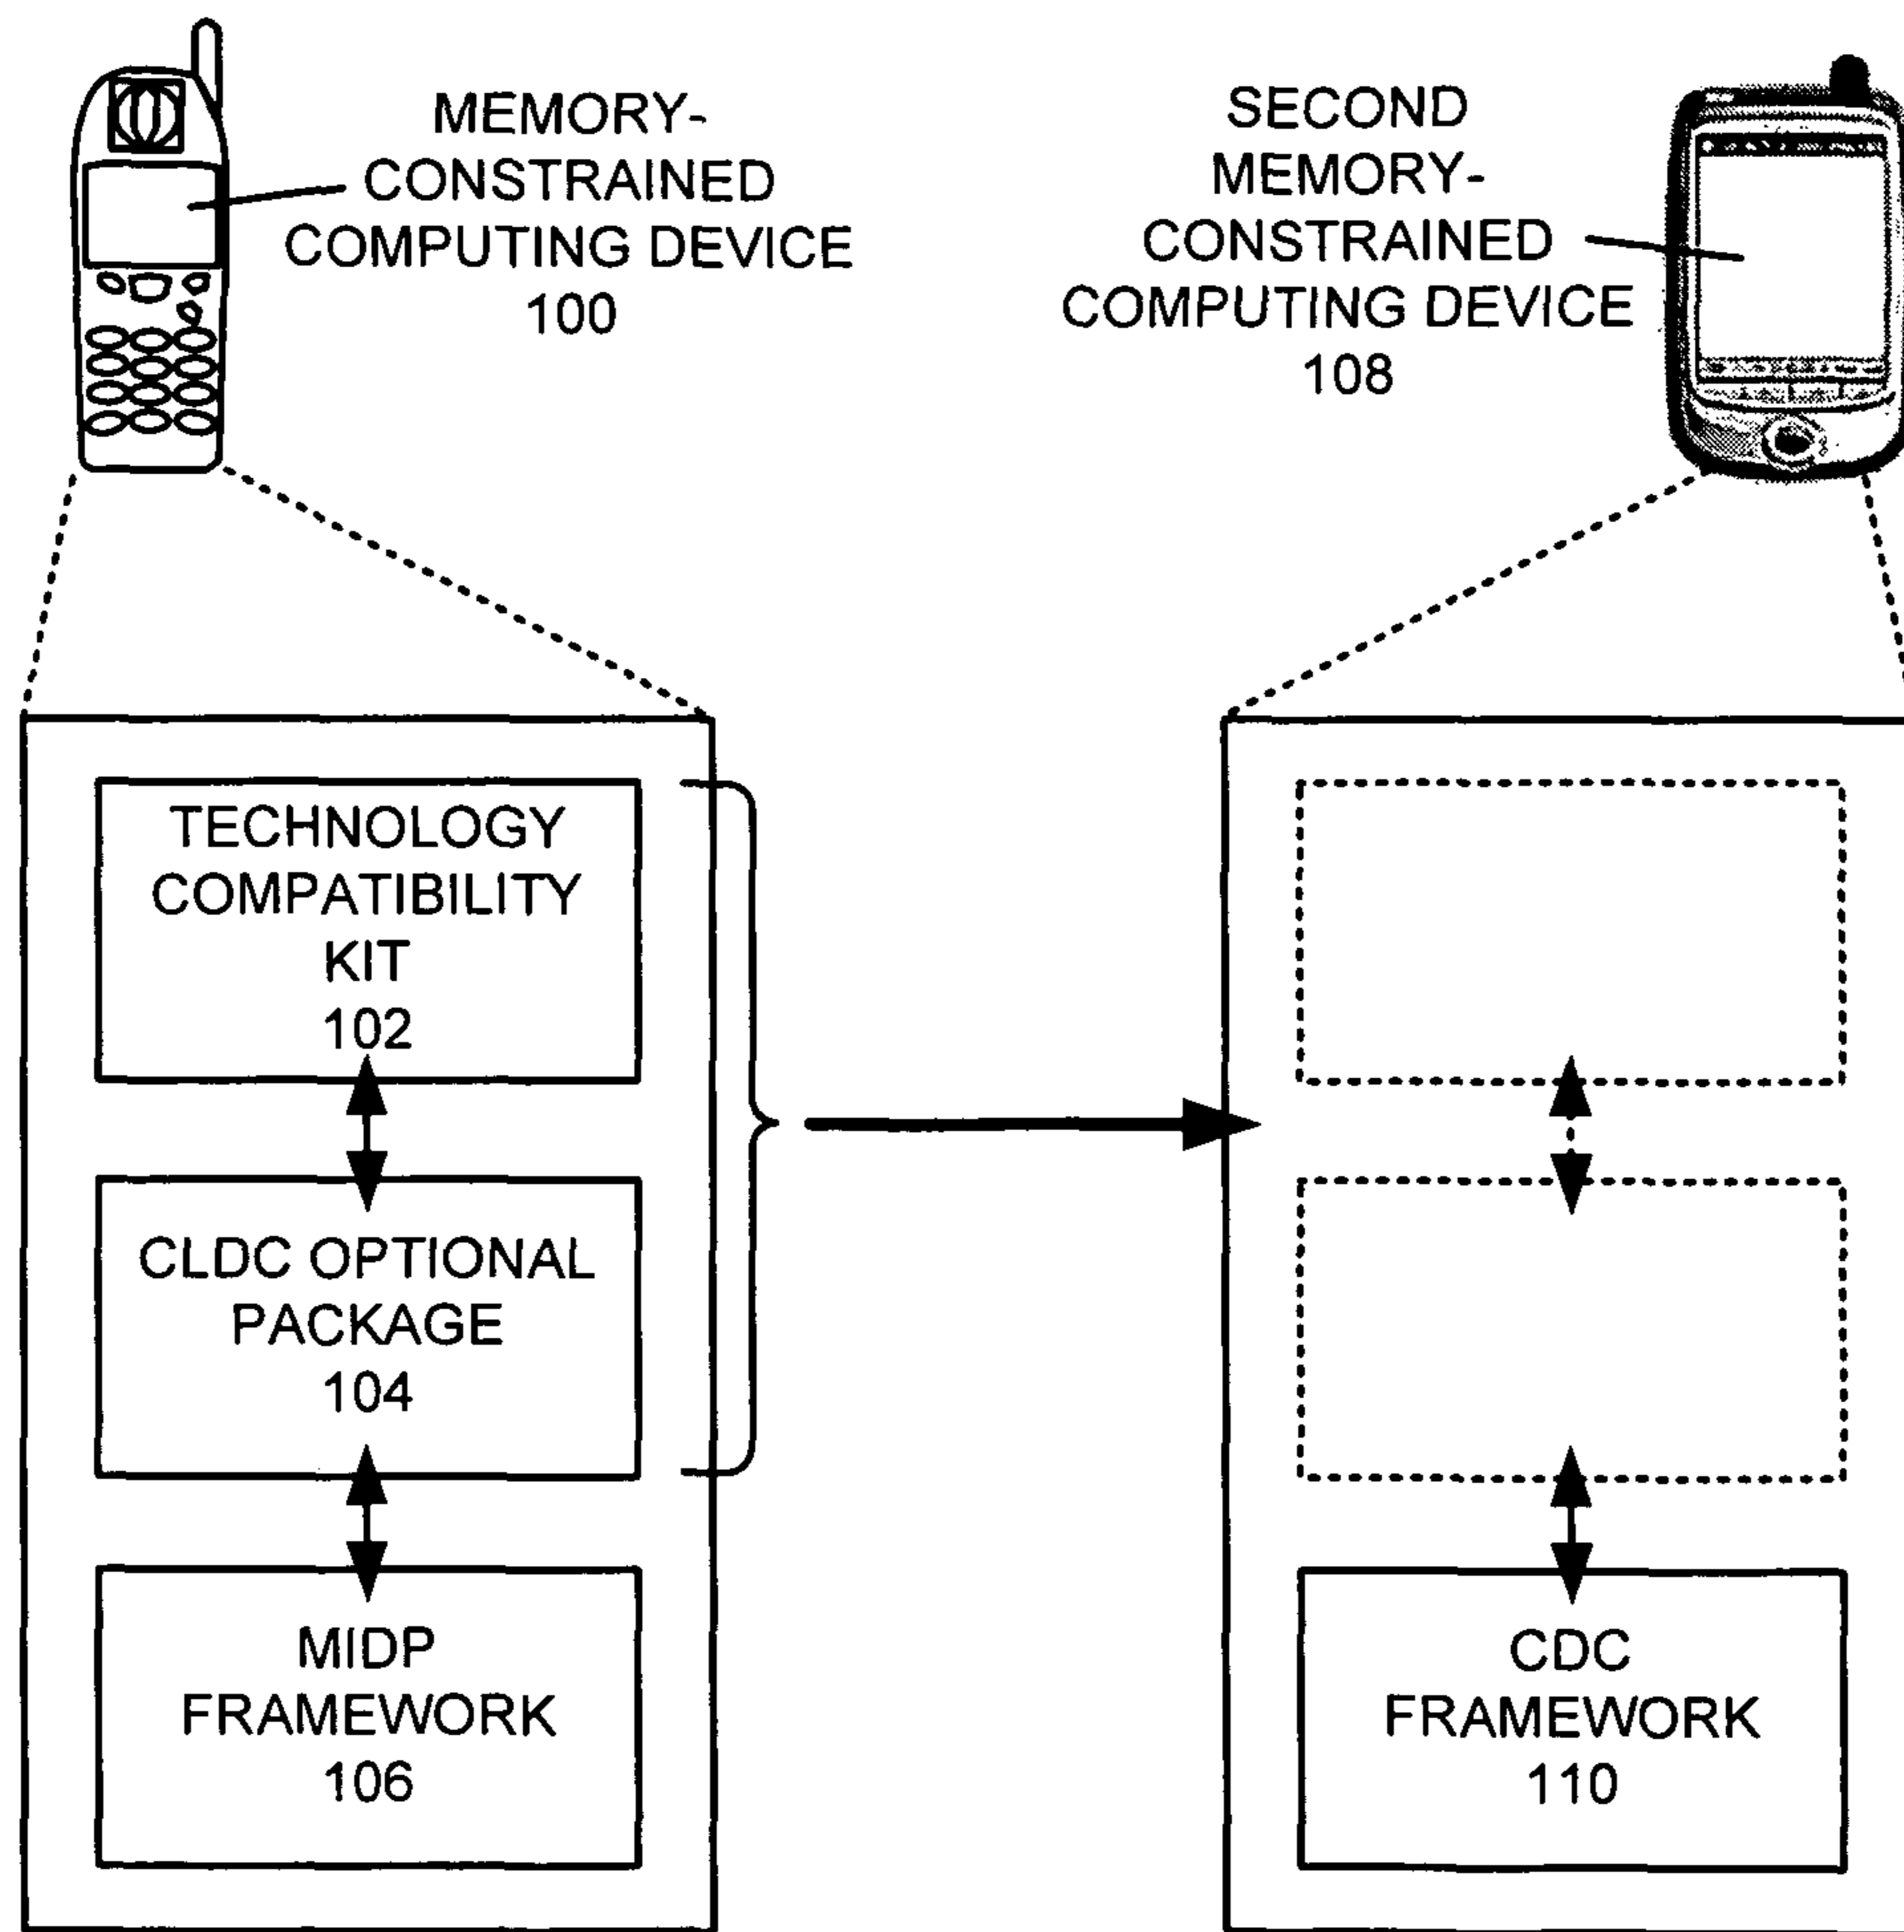 MEMORY-
CONSTRAINED
COMPUTING DEVICE
100
SECOND
MEMORY-
CONSTRAINED
COMPUTING DEVICE
108
TECHNOLOGY
COMPATIBILITY
KIT
102
CLDC OPTIONAL
PACKAGE
104
MIDP
FRAMEWORK
106
CDC
FRAMEWORK
110